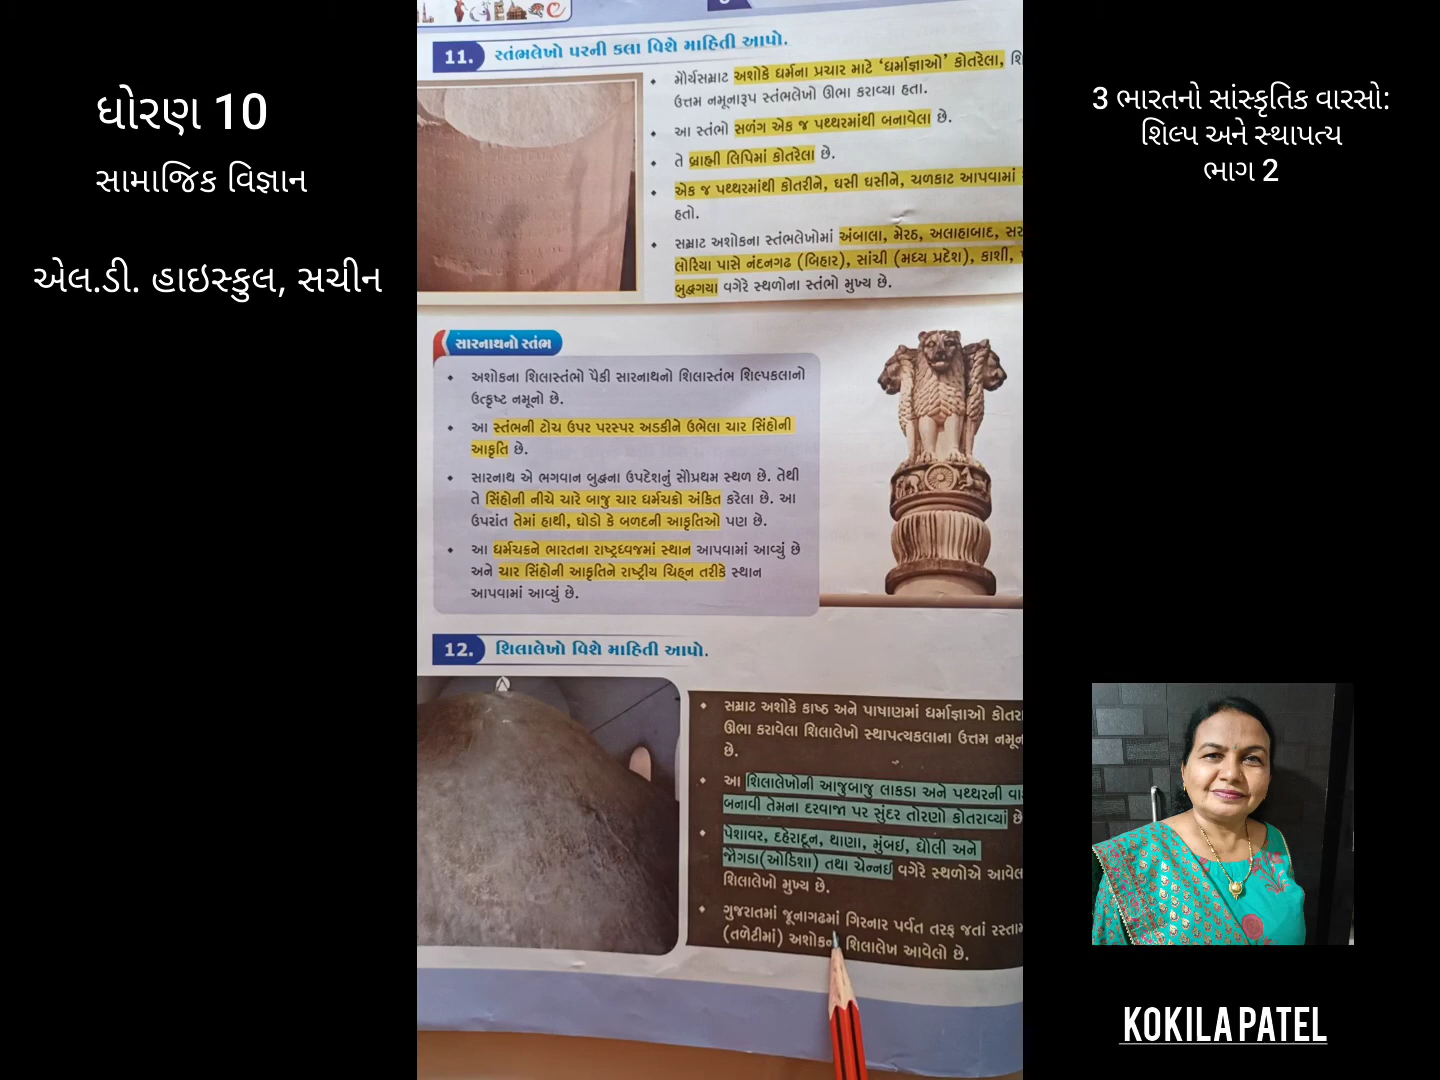 ધોરણ 10
સામાજિક વિજ્ઞાન
એલ.ડી. હાઇસ્કુલ, સચીન
11. સ્તંભલેખો પરની કલા વિશે માહિતી આપો.
• મૌર્યસમ્રાટ અશોકે ધર્મના પ્રચાર માટે ‘ધર્માજ્ઞાઓ’ કોતરેલા,
ઉત્તમ નમૂનારૂપ સ્તંભલેખો ઊભા કરાવ્યા હતા.
• આ સ્તંભો સળંગ એક જ પથ્થરમાંથી બનાવેલા છે.
• તે બ્રાહ્મી લિપિમાં કોતરેલા છે.
• એક જ પથ્થરમાંથી કોતરીને, ઘસી ઘસીને, ચળકાટ આપવામાં
હતો.
• સમ્રાટ અશોકના સ્તંભલેખોમાં અંબાલા, મેરઠ, અલાહાબાદ,
લોરિયા પાસે નંદનગઢ (બિહાર), સાંચી (મધ્ય પ્રદેશ), કાશી,
બુદ્ધગયા વગેરે સ્થળોના સ્તંભો મુખ્ય છે.
સારનાથનો સ્તંભ
• અશોકના શિલાસ્તંભો પૈકી સારનાથનો શિલાસ્તંભ શિલ્પકલાનો
ઉત્કૃષ્ટ નમૂનો છે.
• આ સ્તંભની ટોચ ઉપર પરસ્પર અડકીને ઉભેલા ચાર સિંહોની
આકૃતિ છે.
• સારનાથ એ ભગવાન બુદ્ધના ઉપદેશનું સૌપ્રથમ સ્થળ છે. તેથી
તે સિંહોની નીચે ચારે બાજુ ચાર ધર્મચક્રો અંકિત કરેલા છે. આ
ઉપરાંત તેમાં હાથી, ઘોડો કે બળદની આકૃતિઓ પણ છે.
• આ ધર્મચક્રને ભારતના રાષ્ટ્રધ્વજમાં સ્થાન આપવામાં આવ્યું છે
અને ચાર સિંહોની આકૃતિને રાષ્ટ્રીય ચિહ્ન તરીકે સ્થાન
આપવામાં આવ્યું છે.
12. શિલાલેખો વિશે માહિતી આપો.
• સમ્રાટ અશોકે કાષ્ઠ અને પાષાણમાં ધર્માજ્ઞાઓ
ઊભા કરાવેલા શિલાલેખો સ્થાપત્યકલાના ઉત્તમ
છે.
• આ શિલાલેખોની આજુબાજુ લાકડા અને પથ્થરની
બનાવી તેમના દરવાજા પર સુંદર તોરણો કોતરાવ્યાં છે
• પેશાવર, દહેરાદૂન, થાણા, મુંબઇ, ધૌલી અને
જૌગડા(ઓડિશા) તથા ચેન્નઈ વગેરે સ્થળોએ
શિલાલેખો મુખ્ય છે.
• ગુજરાતમાં જૂનાગઢમાં ગિરનાર પર્વત તરફ જતાં
(તળેટીમાં) અશોકનો શિલાલેખ આવેલો છે.
3 ભારતનો સાંસ્કૃતિક વારસો:
શિલ્પ અને સ્થાપત્ય
ભાગ 2
KOKILA PATEL